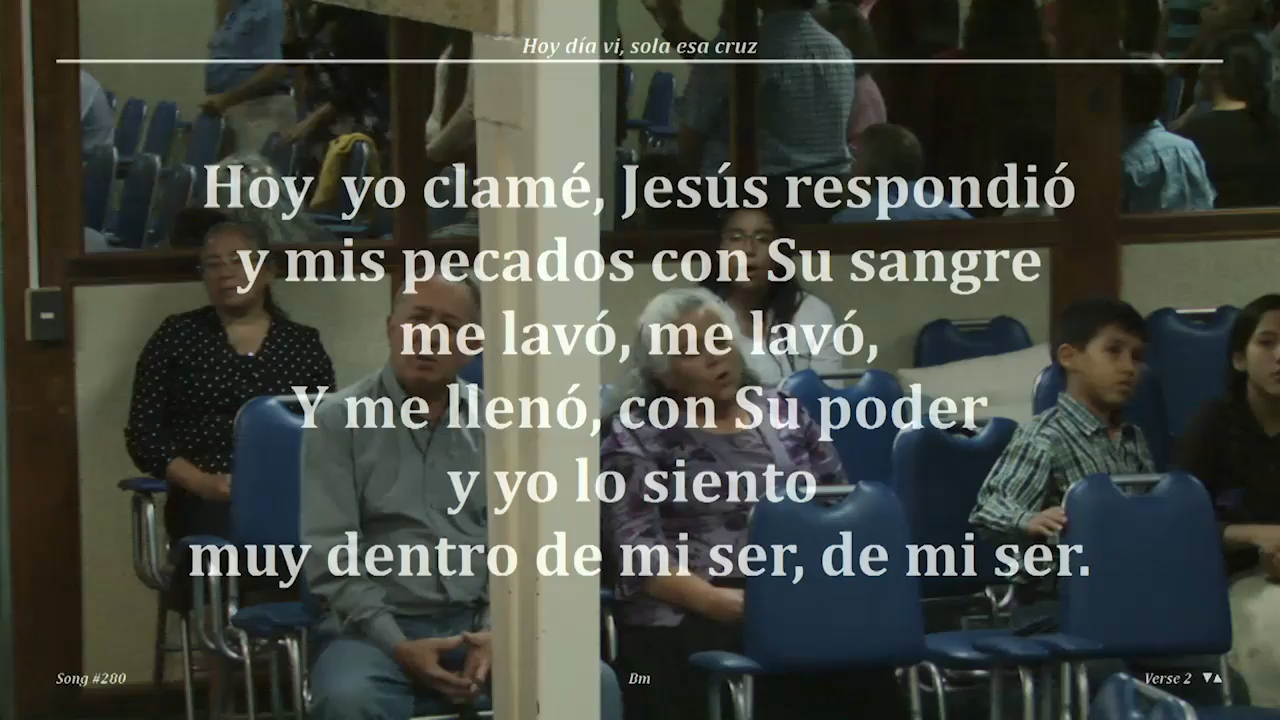 Hoy día vi, sola esa cruz
Hoy yo clamé, Jesús respondió
y mis pecados con Su sangre
me lavó, me lavó,
Y me llenó, con Su poder
y yo lo siento
muy dentro de mi ser, de mi ser.
Song #280 Bm Verse 2 ▼▲